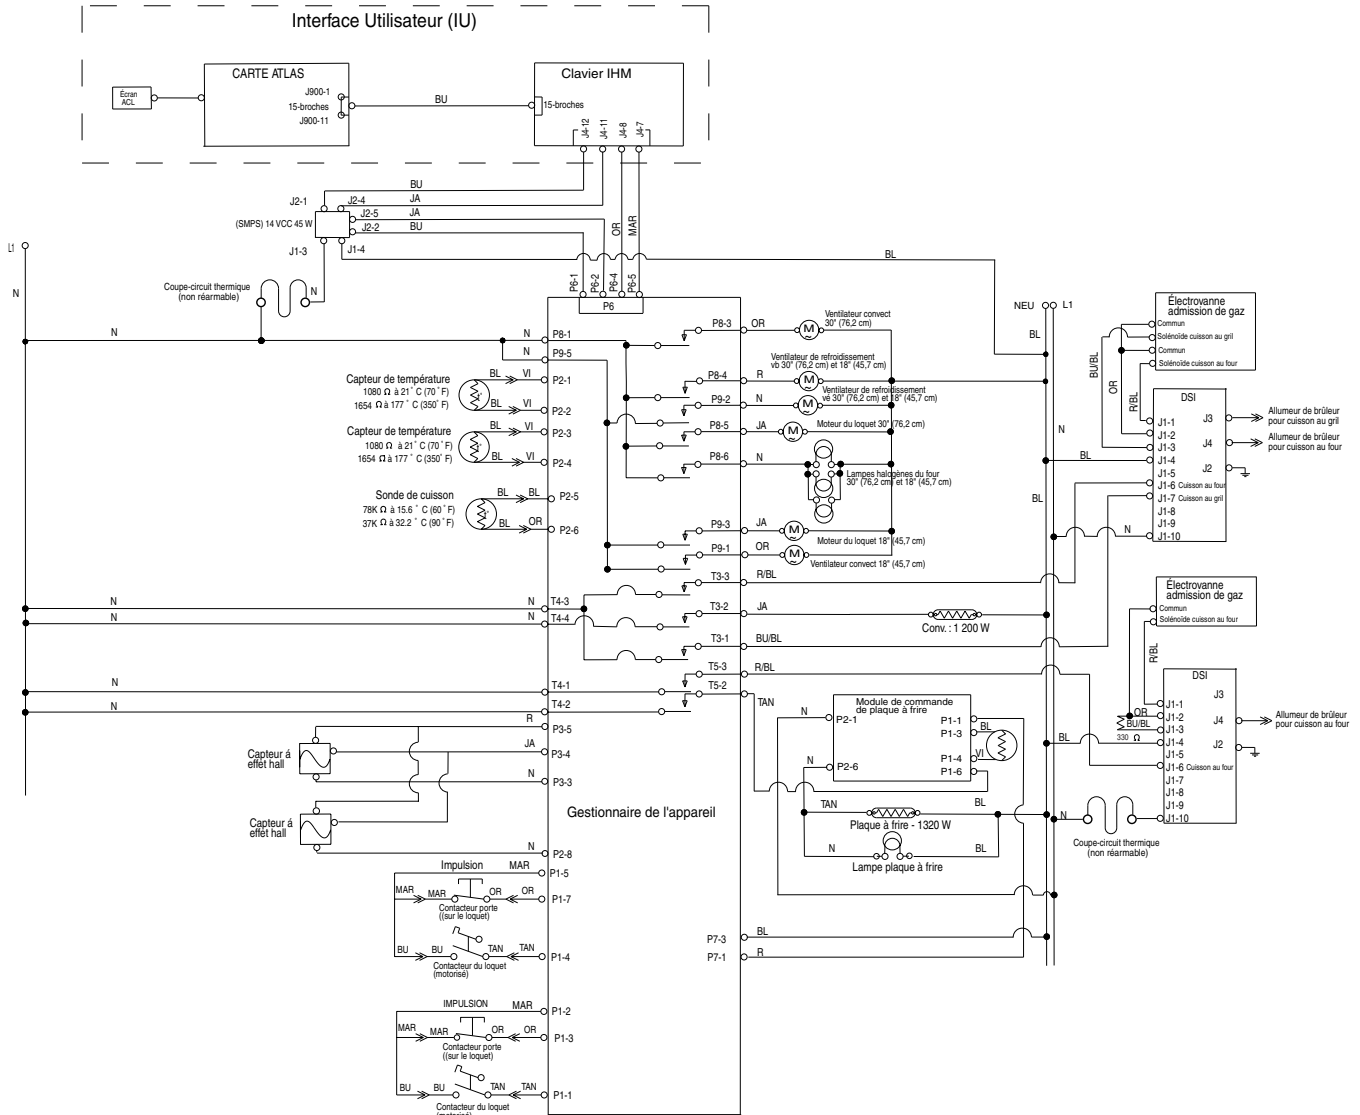 Interface Utilisateur (IU)
CARTE ATLAS
Clavier IHM
Écran
ACL
J900-1
15-broches
J900-11
BU
15-broches
J4-12
J4-11
J4-8
J4-7
BU
J2-1
J2-4
JA
J2-5
JA
(SMPS) 14 VCC 45 W
J2-2
BU
OR
MAR
J1-3
J1-4
BL
L1
N
Coupe-circuit thermique
(non réarmable)
N
P6-1
P6-2
P6-4
P6-5
P6
NEU
L1
BL
N
N
P8-1
N
P9-5
P8-3
OR
Ventilateur convect
30" (76,2 cm)
M
Ventilateur de refroidissement
vb 30" (76,2 cm) et 18" (45,7 cm)
P8-4
R
M
Ventilateur de refroidissement
vé 30" (76,2 cm) et 18" (45,7 cm)
P9-2
N
M
P8-5
JA
M
Moteur du loquet 30" (76,2 cm)
P8-6
N
Lampes halogènes du four
30" (76,2 cm) et 18" (45,7 cm)
P9-3
JA
M
Moteur du loquet 18" (45,7 cm)
P9-1
OR
M
Ventilateur convect 18" (45,7 cm)
Capteur de température
1080 Ω à 21˚ C (70˚ F)
1654 Ω à 177 ˚ C (350˚ F)
BL
VI
P2-1
BL
VI
P2-2
Capteur de température
1080 Ω à 21˚ C (70˚ F)
1654 Ω à 177 ˚ C (350˚ F)
BL
VI
P2-3
BL
VI
P2-4
Sonde de cuisson
78K Ω à 15.6 ˚ C (60˚ F)
37K Ω à 32.2 ˚ C (90˚ F)
BL
BL
P2-5
BL
OR
P2-6
T3-3
R/BL
N
T4-3
N
T4-4
T3-2
JA
Conv. : 1 200 W
T3-1
BU/BL
T5-3
R/BL
N
T4-1
T5-2
TAN
N
T4-2
R
P3-5
JA
P3-4
Capteur á
effét hall
N
P3-3
Capteur á
effét hall
N
P2-8
Gestionnaire de l'appareil
Impulsion
MAR
P1-5
MAR
MAR
OR
OR
P1-7
Contacteur porte
((sur le loquet)
BU
BU
TAN
TAN
P1-4
Contacteur du loquet
(motorisé)
IMPULSION
MAR
P1-2
MAR
MAR
OR
OR
P1-3
Contacteur porte
((sur le loquet)
BU
BU
TAN
TAN
P1-1
Contacteur du loquet
(motorisé)
P7-3
BL
P7-1
R
Module de commande
de plaque à frire
N
P2-1
P1-1
P1-3
BL
P1-4
VI
P1-6
N
P2-6
TAN
BL
Plaque à frire - 1320 W
N
BL
Lampe plaque à frire
BL
N
BL
Électrovanne
admission de gaz
Commun
Solénoïde cuisson au gril
Commun
Solénoïde cuisson au four
BU/BL
OR
R/BL
DSI
J1-1
J1-2
J1-3
J1-4
J1-5
J1-6 Cuisson au four
J1-7 Cuisson au gril
J1-8
J1-9
J1-10
J3
J4
J2
Allumeur de brûleur
pour cuisson au gril
Allumeur de brûleur
pour cuisson au four
Électrovanne
admission de gaz
Commun
Solénoïde cuisson au four
R/BL
DSI
J1-1
OR
J1-2
BU/BL
J1-3
330 Ω
BL
J1-4
J1-5
J1-6 Cuisson au four
J1-7
J1-8
J1-9
N
J1-10
J3
J4
J2
Allumeur de brûleur
pour cuisson au four
Coupe-circuit thermique
(non réarmable)